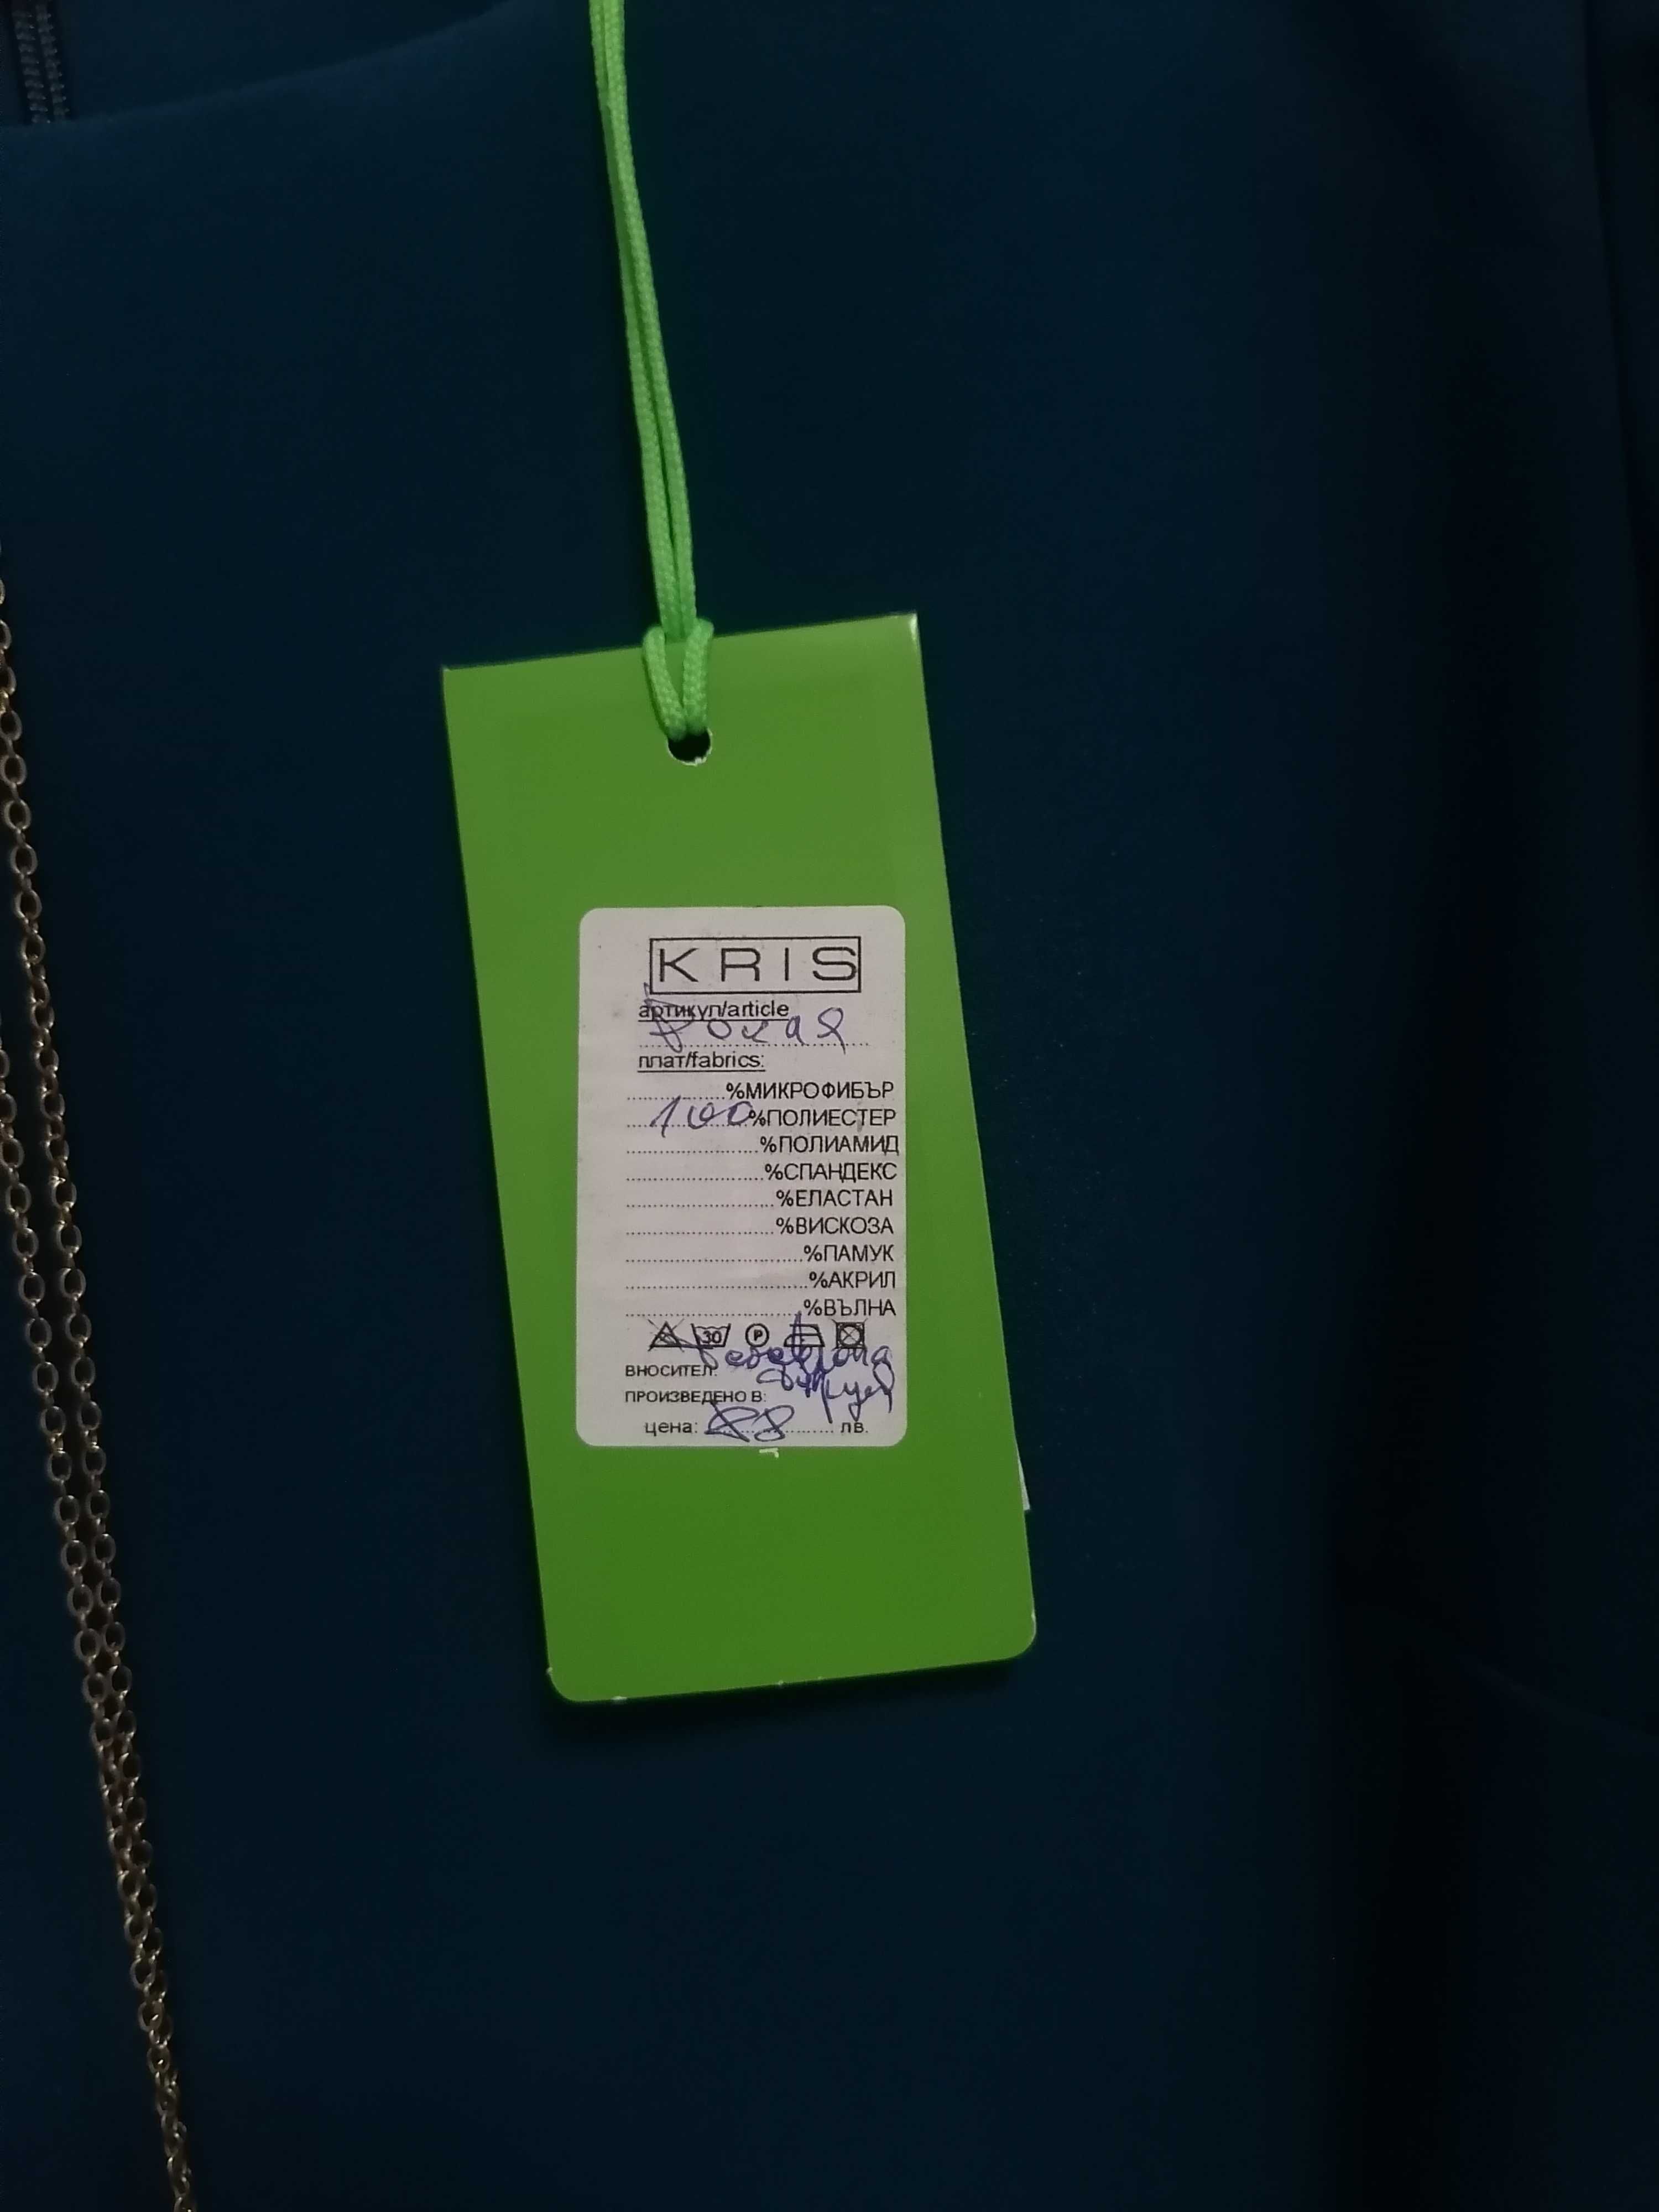 KRIS
артикул/article
Рокля
плат/fabrics:
%МИКРОФИБЪР
100%ПОЛИЕСТЕР
%ПОЛИАМИД
%СПАНДЕКС
%ЕЛАСТАН
%ВИСКОЗА
%ПАМУК
%АКРИЛ
%ВЪЛНА
30 P
ВНОСИТЕЛ:
ПРОИЗВЕДЕНО В:
цена: 88 лв.